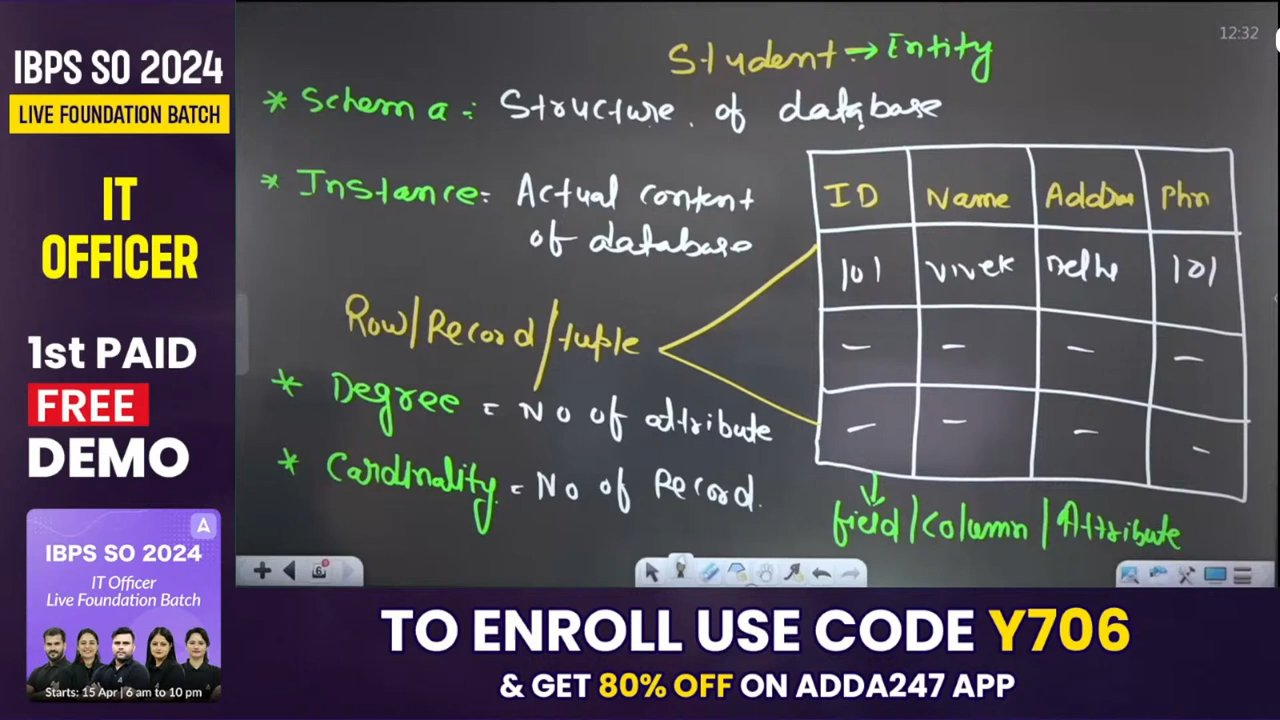 IBPS SO 2024
LIVE FOUNDATION BATCH
IT
OFFICER
1st PAID
FREE
DEMO
A
IBPS SO 2024
IT Officer
Live Foundation Batch
Starts: 15 Apr | 6 am to 10 pm
12:32
Student → Entity
* Schema : Structure of database
* Instance = Actual content
of database
Row/Record/tuple
* Degree = No of attribute
* Cardinality = No of Record.
ID Name Phn
101 Vivek Delhi 101
– – – –
– – – –
field/Column/Attribute
6
TO ENROLL USE CODE Y706
& GET 80% OFF ON ADDA247 APP